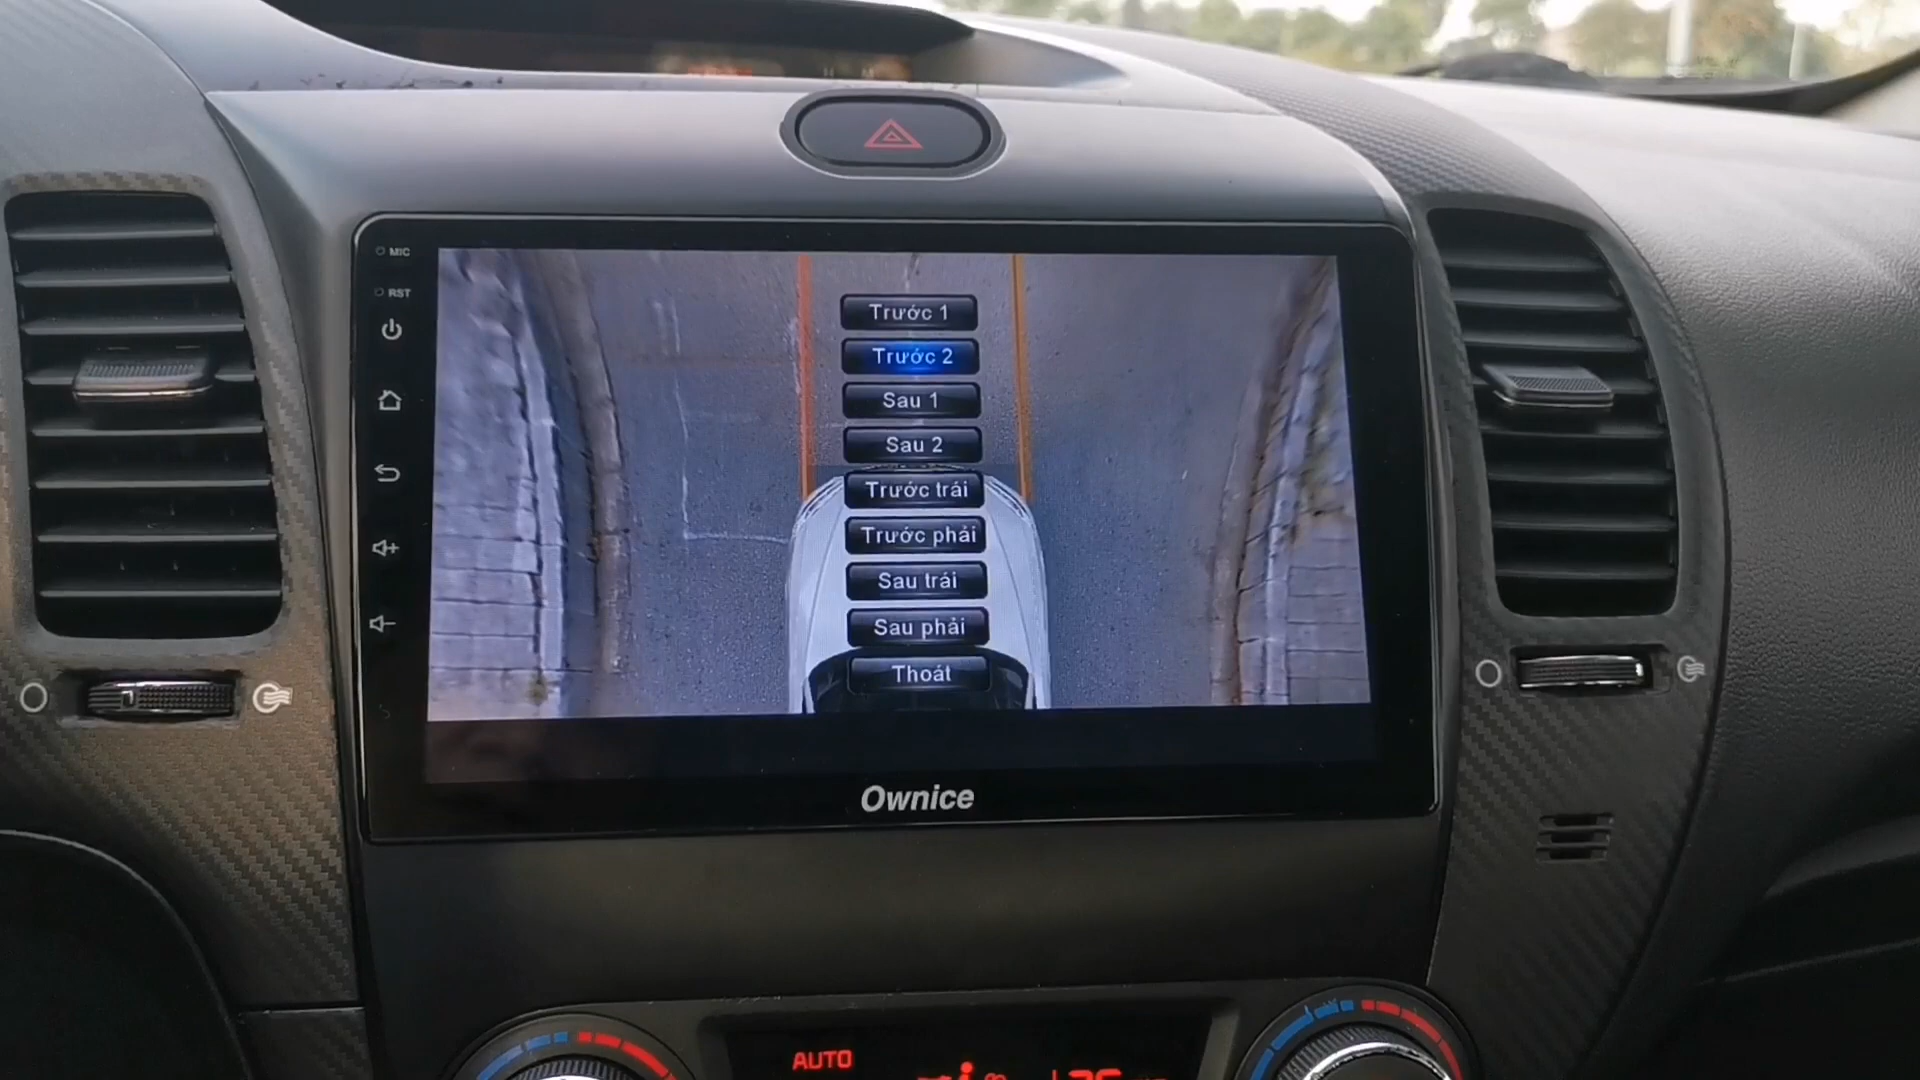 MIC
RST
Trước 1
Trước 2
Sau 1
Sau 2
Trước trái
Trước phải
Sau trái
Sau phải
Thoát
Ownice
AUTO